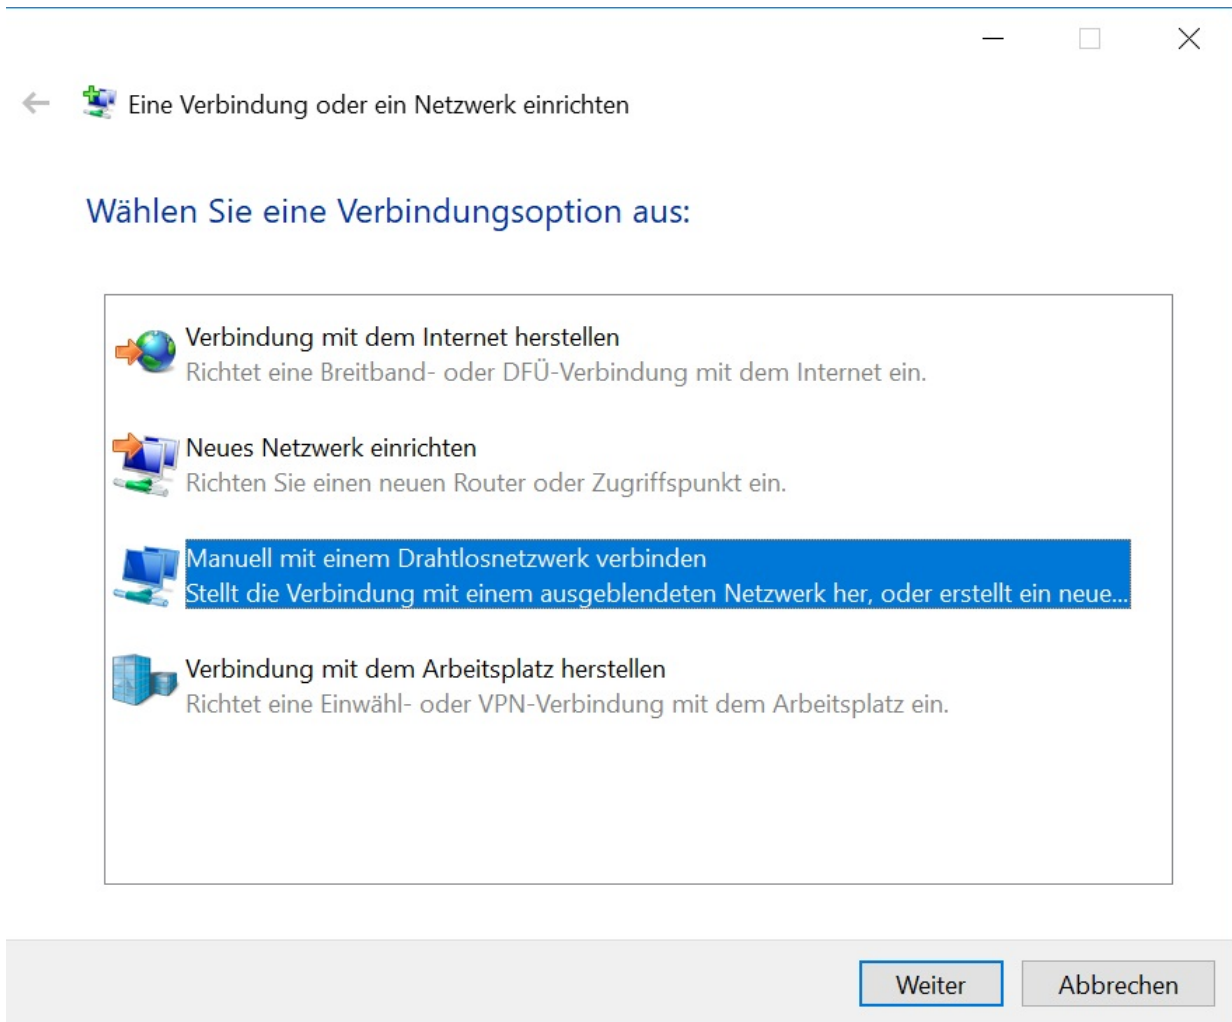 Eine Verbindung oder ein Netzwerk einrichten
Wählen Sie eine Verbindungsoption aus:
Verbindung mit dem Internet herstellen
Richtet eine Breitband- oder DFÜ-Verbindung mit dem Internet ein.
Neues Netzwerk einrichten
Richten Sie einen neuen Router oder Zugriffspunkt ein.
Manuell mit einem Drahtlosnetzwerk verbinden
Stellt die Verbindung mit einem ausgeblendeten Netzwerk her, oder erstellt ein neue...
Verbindung mit dem Arbeitsplatz herstellen
Richtet eine Einwähl- oder VPN-Verbindung mit dem Arbeitsplatz ein.
Weiter Abbrechen